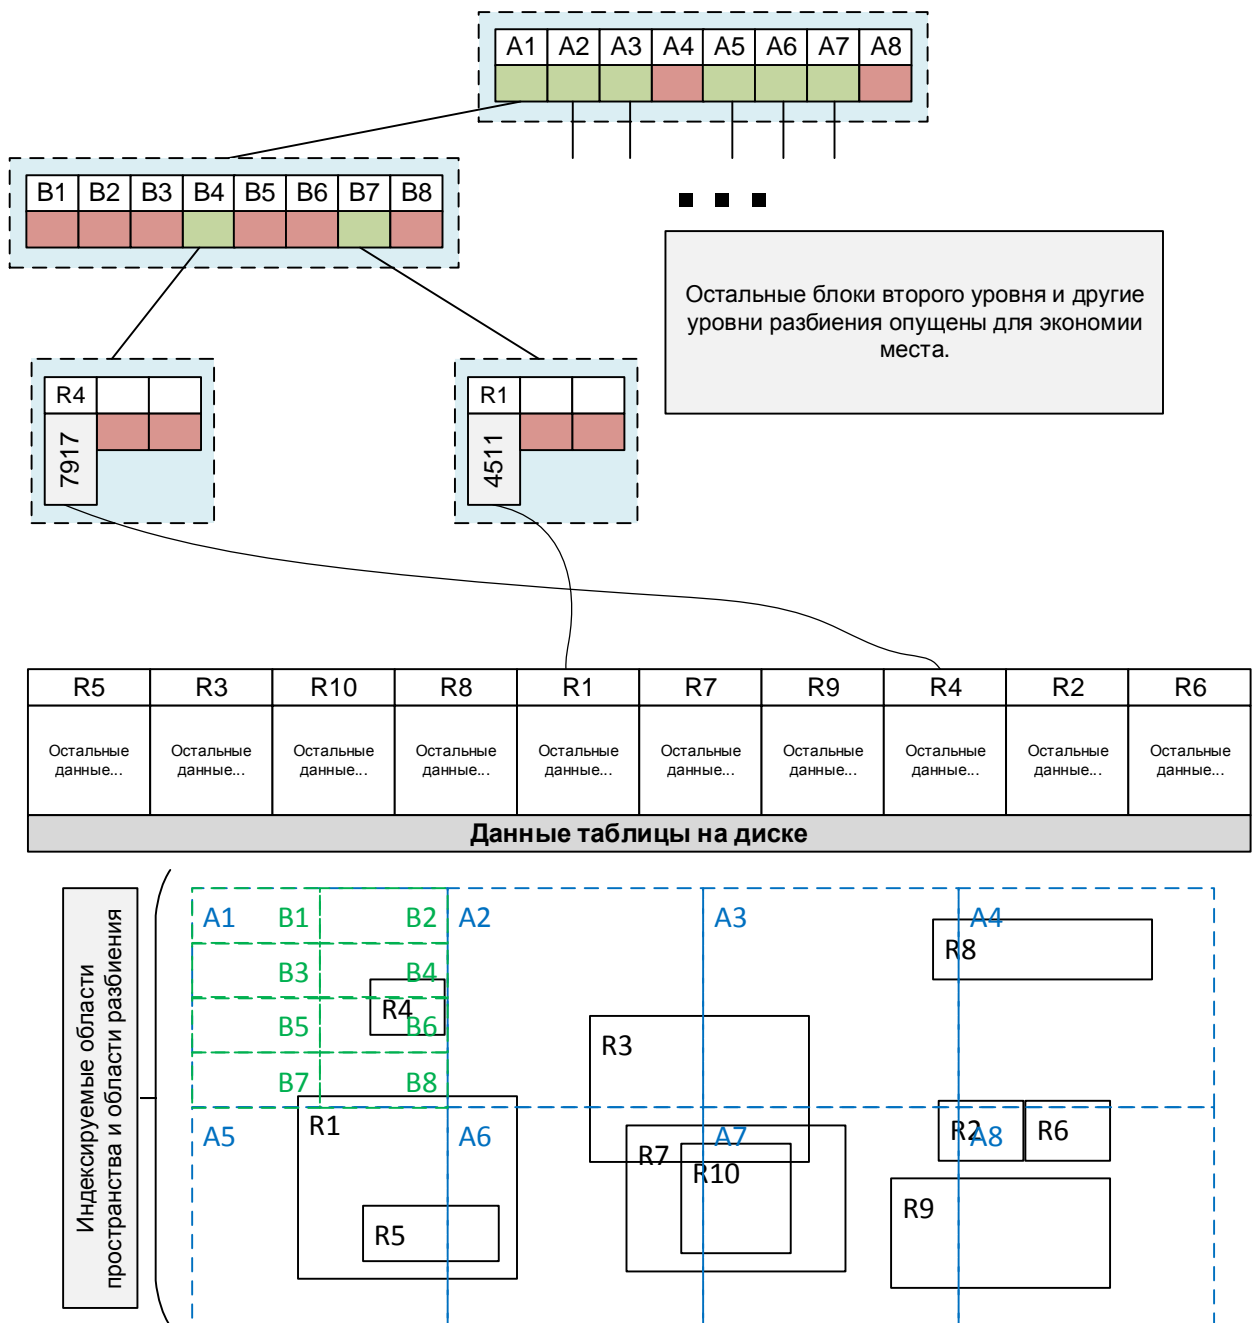 A1 A2 A3 A4 A5 A6 A7 A8
B1 B2 B3 B4 B5 B6 B7 B8
Остальные блоки второго уровня и другие
уровни разбиения опущены для экономии
места.
R4
7917
R1
4511
R5 R3 R10 R8 R1 R7 R9 R4 R2 R6
Остальные Остальные Остальные Остальные Остальные Остальные Остальные Остальные Остальные Остальные
данные... данные... данные... данные... данные... данные... данные... данные... данные... данные...
Данные таблицы на диске
Индексируемые области
пространства и области разбиения
A1 B1 B2 A2 A3 A4
R8
B3 B4
R4
B5 B6
R3
B7 B8
R1
A5 A6 A7 R2 A8 R6
R7 R10
R9
R5